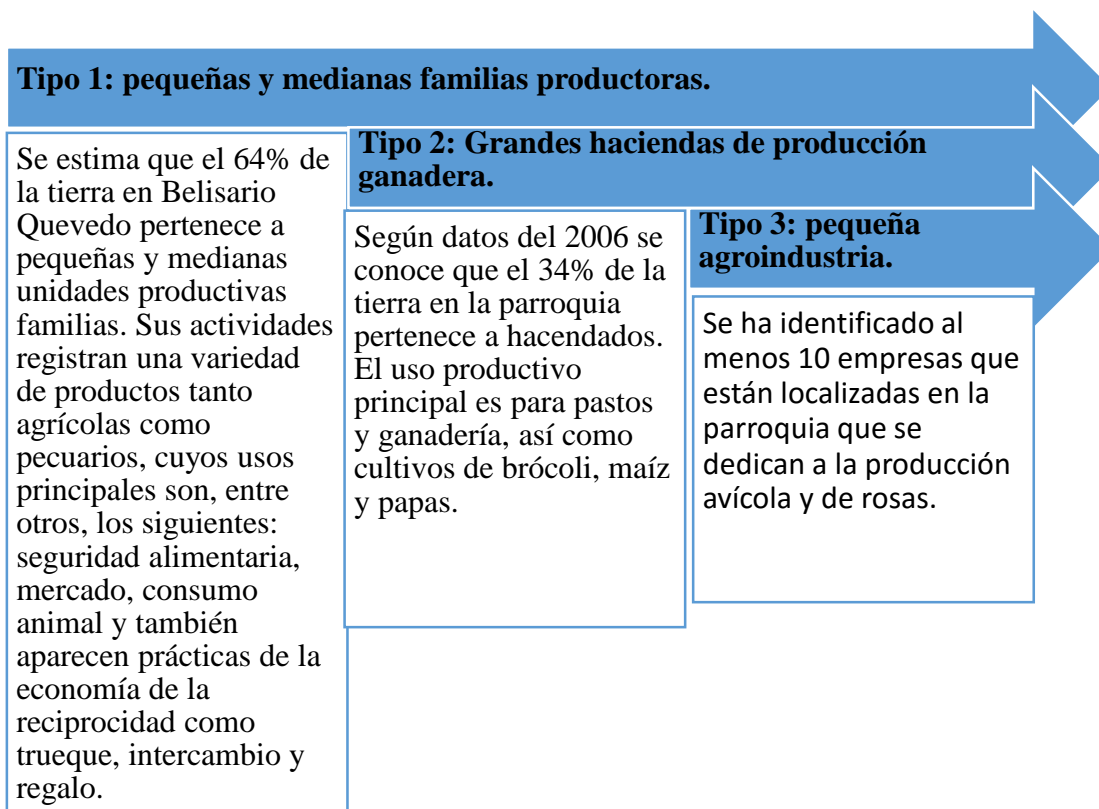 Tipo 1: pequeñas y medianas familias productoras.
Se estima que el 64% de
la tierra en Belisario
Quevedo pertenece a
pequeñas y medianas
unidades productivas
familias. Sus actividades
registran una variedad
de productos tanto
agrícolas como
pecuarios, cuyos usos
principales son, entre
otros, los siguientes:
seguridad alimentaria,
mercado, consumo
animal y también
aparecen prácticas de la
economía de la
reciprocidad como
trueque, intercambio y
regalo.
Tipo 2: Grandes haciendas de producción
ganadera.
Según datos del 2006 se
conoce que el 34% de la
tierra en la parroquia
pertenece a hacendados.
El uso productivo
principal es para pastos
y ganadería, así como
cultivos de brócoli, maíz
y papas.
Tipo 3: pequeña
agroindustria.
Se ha identificado al
menos 10 empresas que
están localizadas en la
parroquia que se
dedican a la producción
avícola y de rosas.